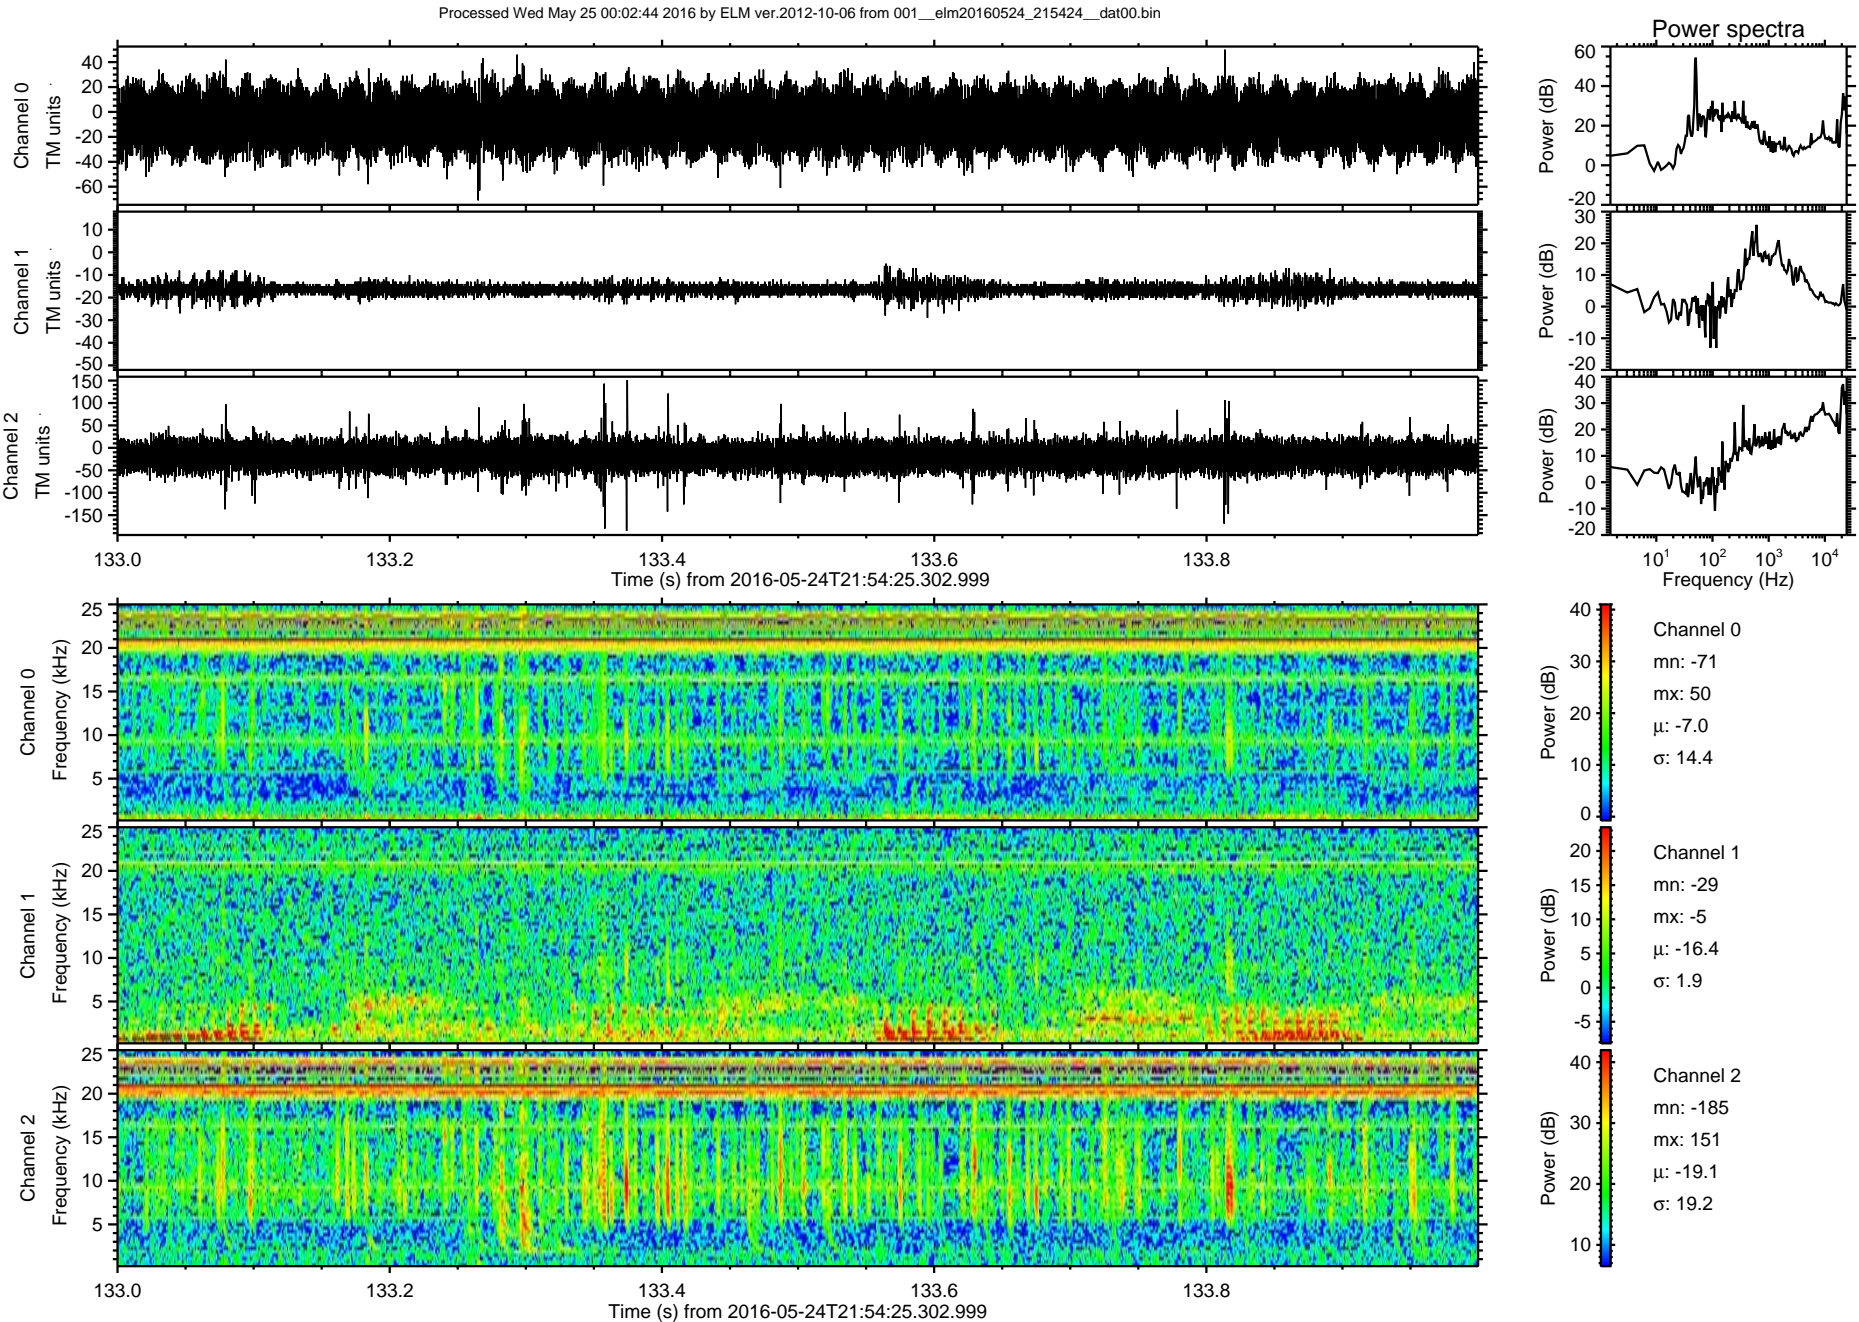 Processed Wed May 25 00:02:44 2016 by ELM ver.2012-10-06 from 001__elm20160524_215424__dat00.bin
Power spectra
Channel 0
TM units
40
20
0
-20
-40
-60
Power (dB)
60
40
20
0
-20
Channel 1
TM units
10
0
-10
-20
-30
-40
-50
Power (dB)
30
20
10
0
-10
-20
Channel 2
TM units
150
100
50
0
-50
-100
-150
Power (dB)
40
30
20
10
0
-10
-20
133.0 133.2 133.4 133.6 133.8
Time (s) from 2016-05-24T21:54:25.302.999
10¹ 10² 10³ 10⁴
Frequency (Hz)
Channel 0
Frequency (kHz)
25
20
15
10
5
Power (dB)
40
30
20
10
0
Channel 0
mn: -71
mx: 50
μ: -7.0
σ: 14.4
Channel 1
Frequency (kHz)
25
20
15
10
5
Power (dB)
20
15
10
5
0
-5
Channel 1
mn: -29
mx: -5
μ: -16.4
σ: 1.9
Channel 2
Frequency (kHz)
25
20
15
10
5
Power (dB)
40
30
20
10
Channel 2
mn: -185
mx: 151
μ: -19.1
σ: 19.2
133.0 133.2 133.4 133.6 133.8
Time (s) from 2016-05-24T21:54:25.302.999